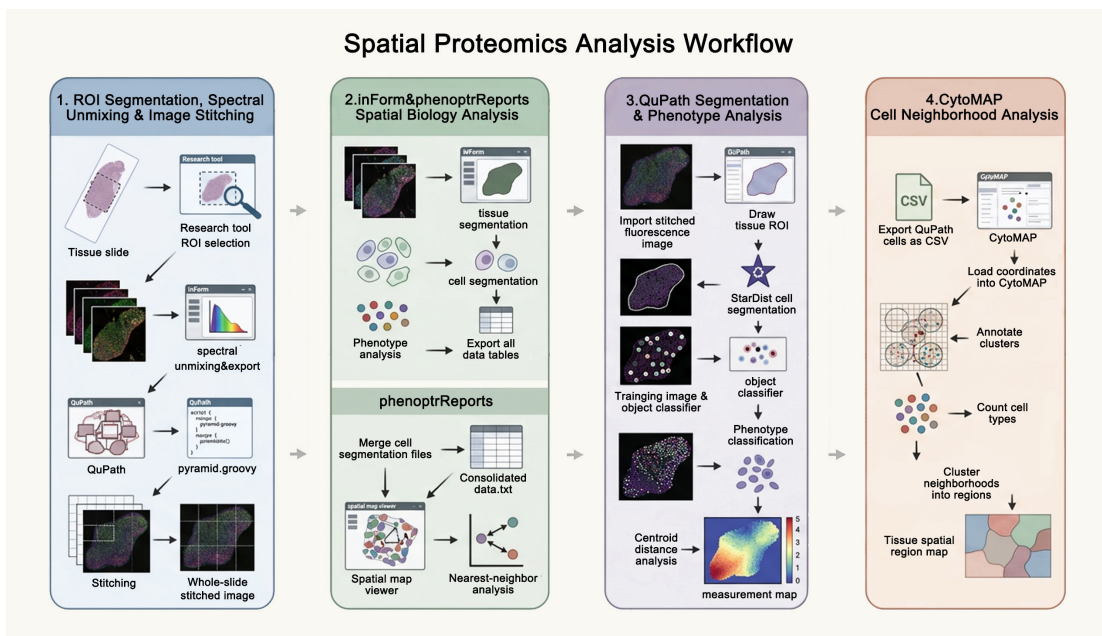 Spatial Proteomics Analysis Workflow
1. ROI Segmentation, Spectral
Unmixing & Image Stitching
Research tool
Tissue slide
Research tool
ROI selection
inForm
spectral
unmixing&export
QuPath
QuPath
pyramid.groovy
QuPath
pyramid.groovy
Stitching
Whole-slide
stitched image
2.inForm&phenoptrReports
Spatial Biology Analysis
inForm
tissue
segmentation
cell segmentation
Phenotype
analysis
Export all
data tables
phenoptrReports
Merge cell
segmentation files
Consolidated
data.txt
spatial map viewer
Spatial map
viewer
Nearest-neighbor
analysis
3.QuPath Segmentation
& Phenotype Analysis
Import stitched
fluorescence
image
Draw
tissue ROI
StarDist cell
segmentation
Trainging image &
object classifier
object
classifier
Phenotype
classification
Centroid
distance
analysis
5
4
3
2
1
0
measurement map
4.CytoMAP
Cell Neighborhood Analysis
CSV
Export QuPath
cells as CSV
CytoMAP
Load coordinates
into CytoMAP
Annotate
clusters
Count cell
types
Cluster
neighborhoods
into regions
Tissue spatial
region map